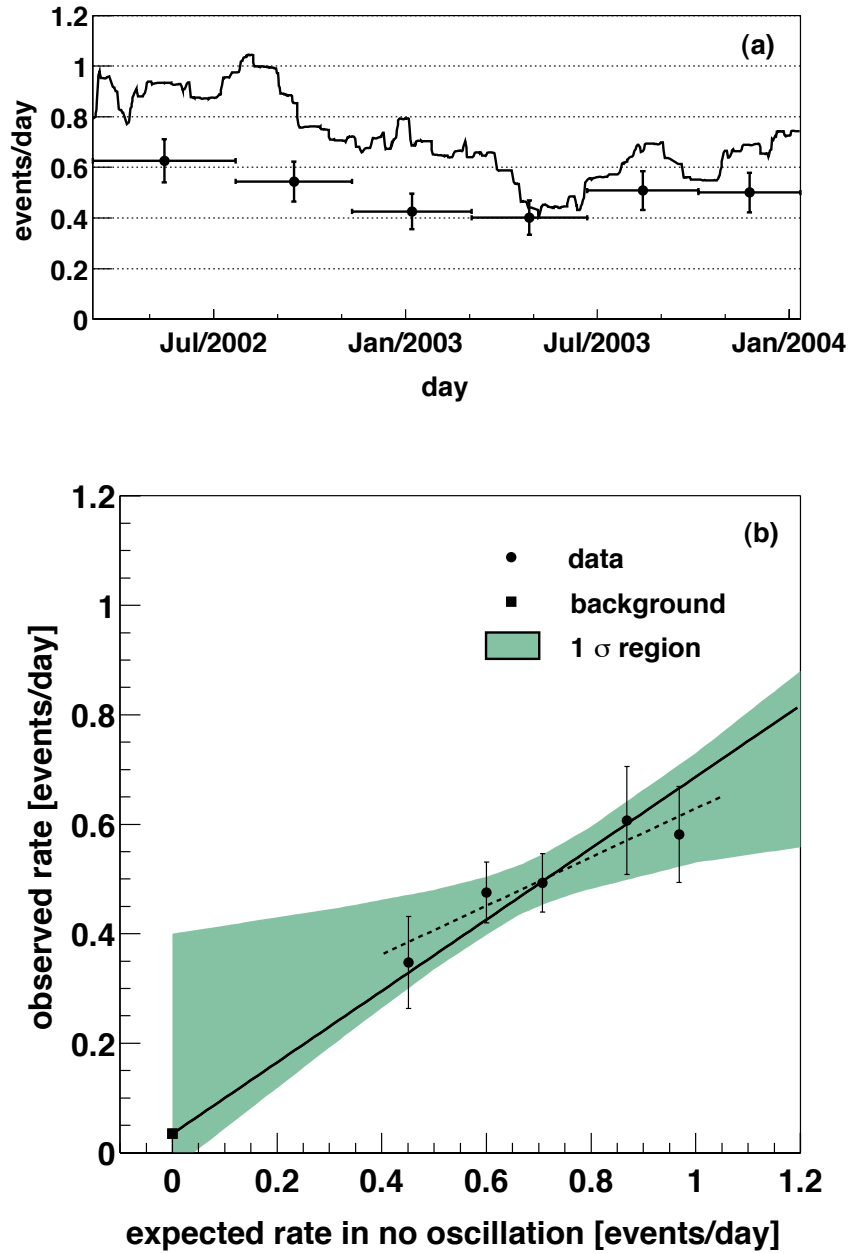 (a)
events/day
1.2
1
0.8
0.6
0.4
0.2
0
Jul/2002 Jan/2003 Jul/2003 Jan/2004
day
(b)
data
background
1 σ region
observed rate [events/day]
1.2
1
0.8
0.6
0.4
0.2
0
0 0.2 0.4 0.6 0.8 1 1.2
expected rate in no oscillation [events/day]